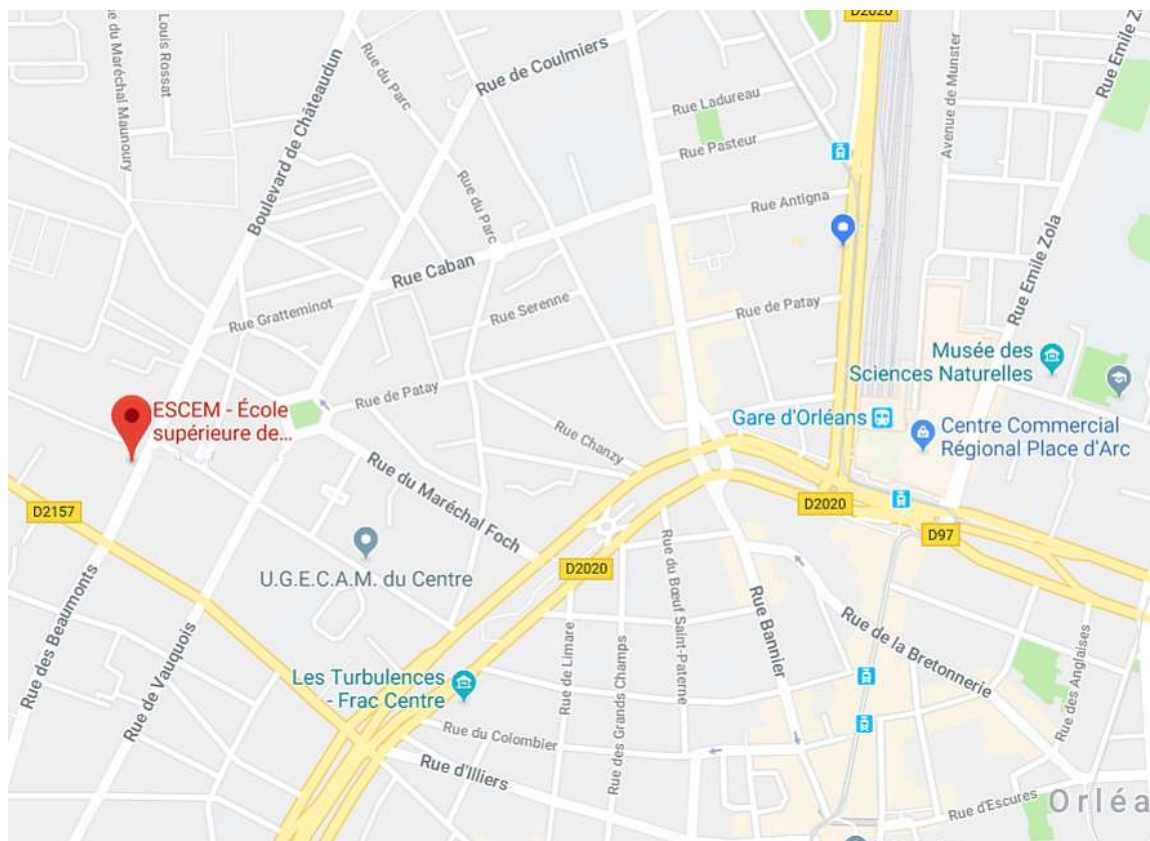 D2020
Rue du Maréchal Maunoury
Louis Rossat
Boulevard de Châteaudun
Rue du Parc
Rue de Coulmiers
Rue Ladureau
Rue Pasteur
Avenue de Munster
Rue Emile Z
Rue du Parc
Rue Antigna
Rue Caban
Rue Emile Zola
Rue Gratteminot
Rue Serenne
Rue de Patay
Musée des
Sciences Naturelles
Rue de Patay
ESCEM - École
supérieure de...
Gare d'Orléans
Centre Commercial
Régional Place d'Arc
Rue Chanzy
Rue du Maréchal Foch
D2157
D2020
D97
U.G.E.C.A.M. du Centre
D2020
Rue du Bœuf Saint-Paterne
Rue Bannier
Rue de la Bretonnerie
Rue des Beaumonts
Rue de Vauquois
Les Turbulences
- Frac Centre
Rue de Limare
Rue des Grands Champs
Rue des Anglaises
Rue du Colombier
Rue d'Illiers
Rue d'Escures
Orléa